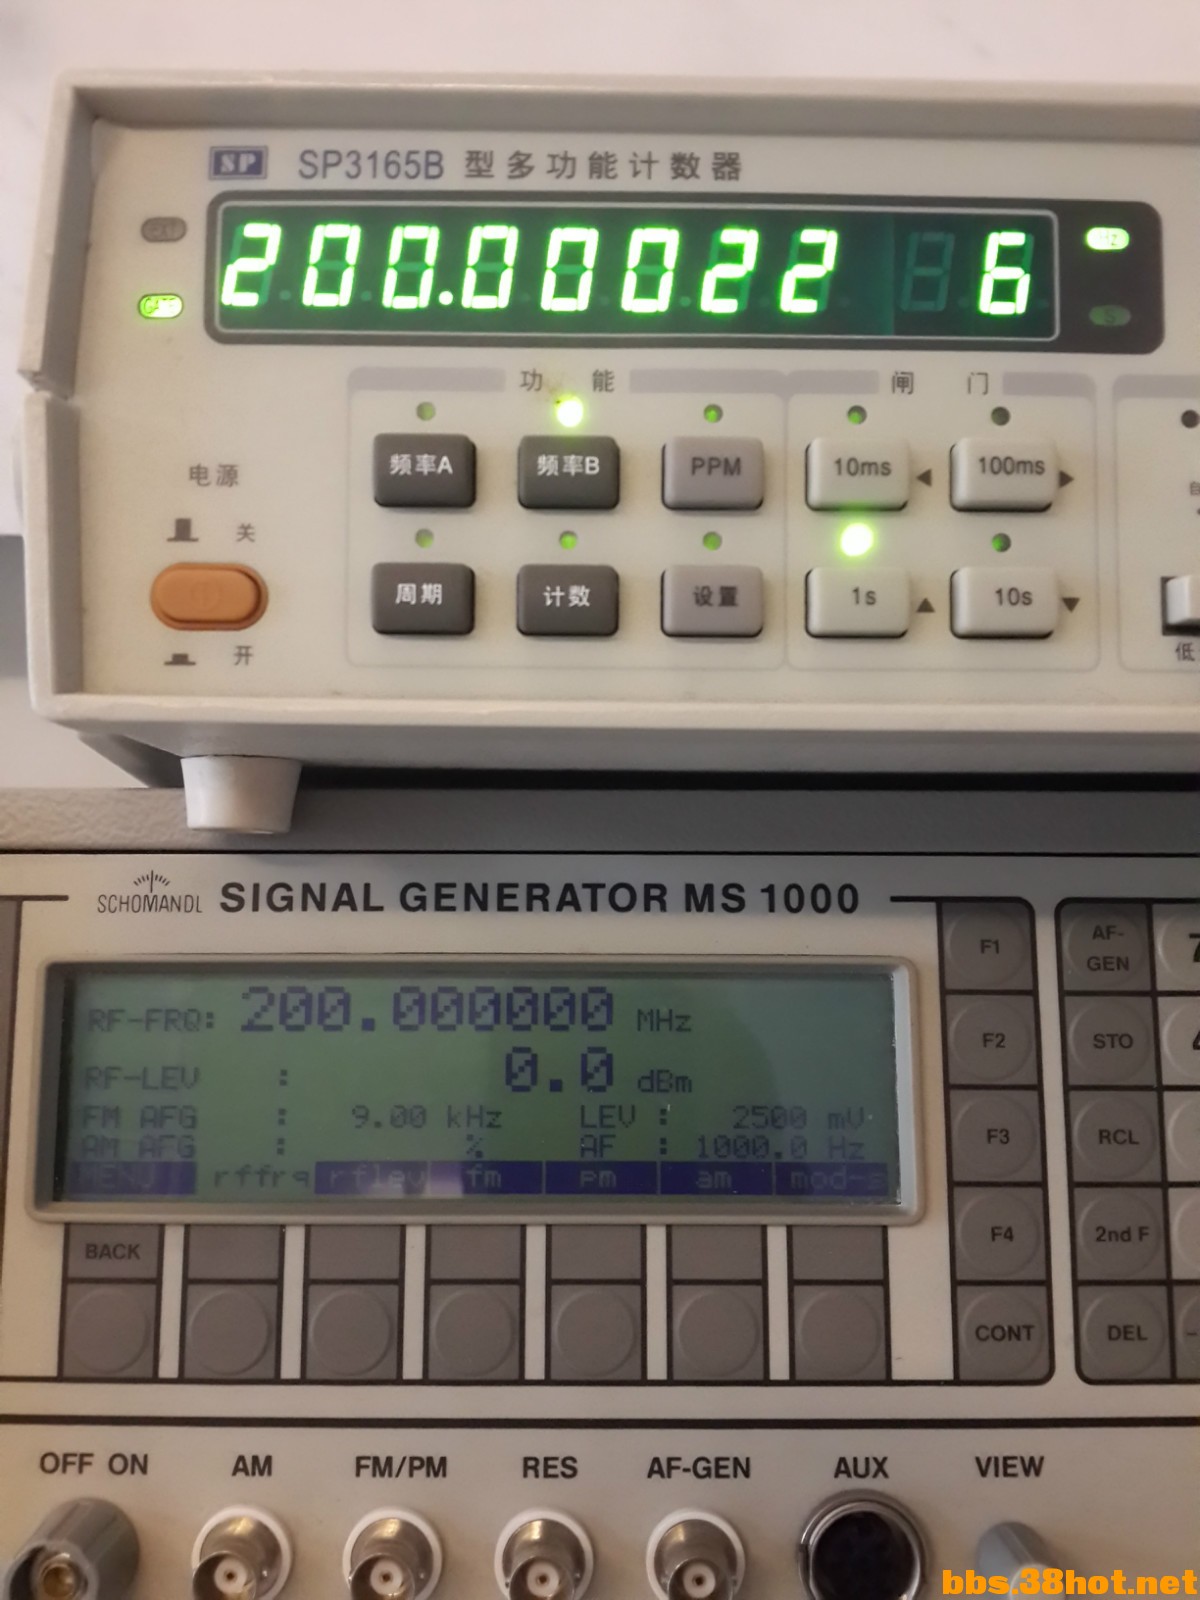 SP SP3165B 型多功能计数器
200.00022 6
GATE Hz
S
功 能 闸 门
频率A 频率B PPM 10ms 100ms
电源
关
周期 计数 设置 1s 10s
开
低
SCHOMANDL SIGNAL GENERATOR MS 1000
RF-FRQ: 200.000000 MHz
RF-LEV : 0.0 dBm
FM AFG : 9.00 kHz LEV : 2500 mV
AM AFG : % AF : 1000.0 Hz
MENU rffrq rflev fm pm am mod-s
BACK
F1 AF-GEN 7
F2 STO 4
F3 RCL
F4 2nd F
CONT DEL -
OFF ON AM FM/PM RES AF-GEN AUX VIEW
bbs.38hot.net